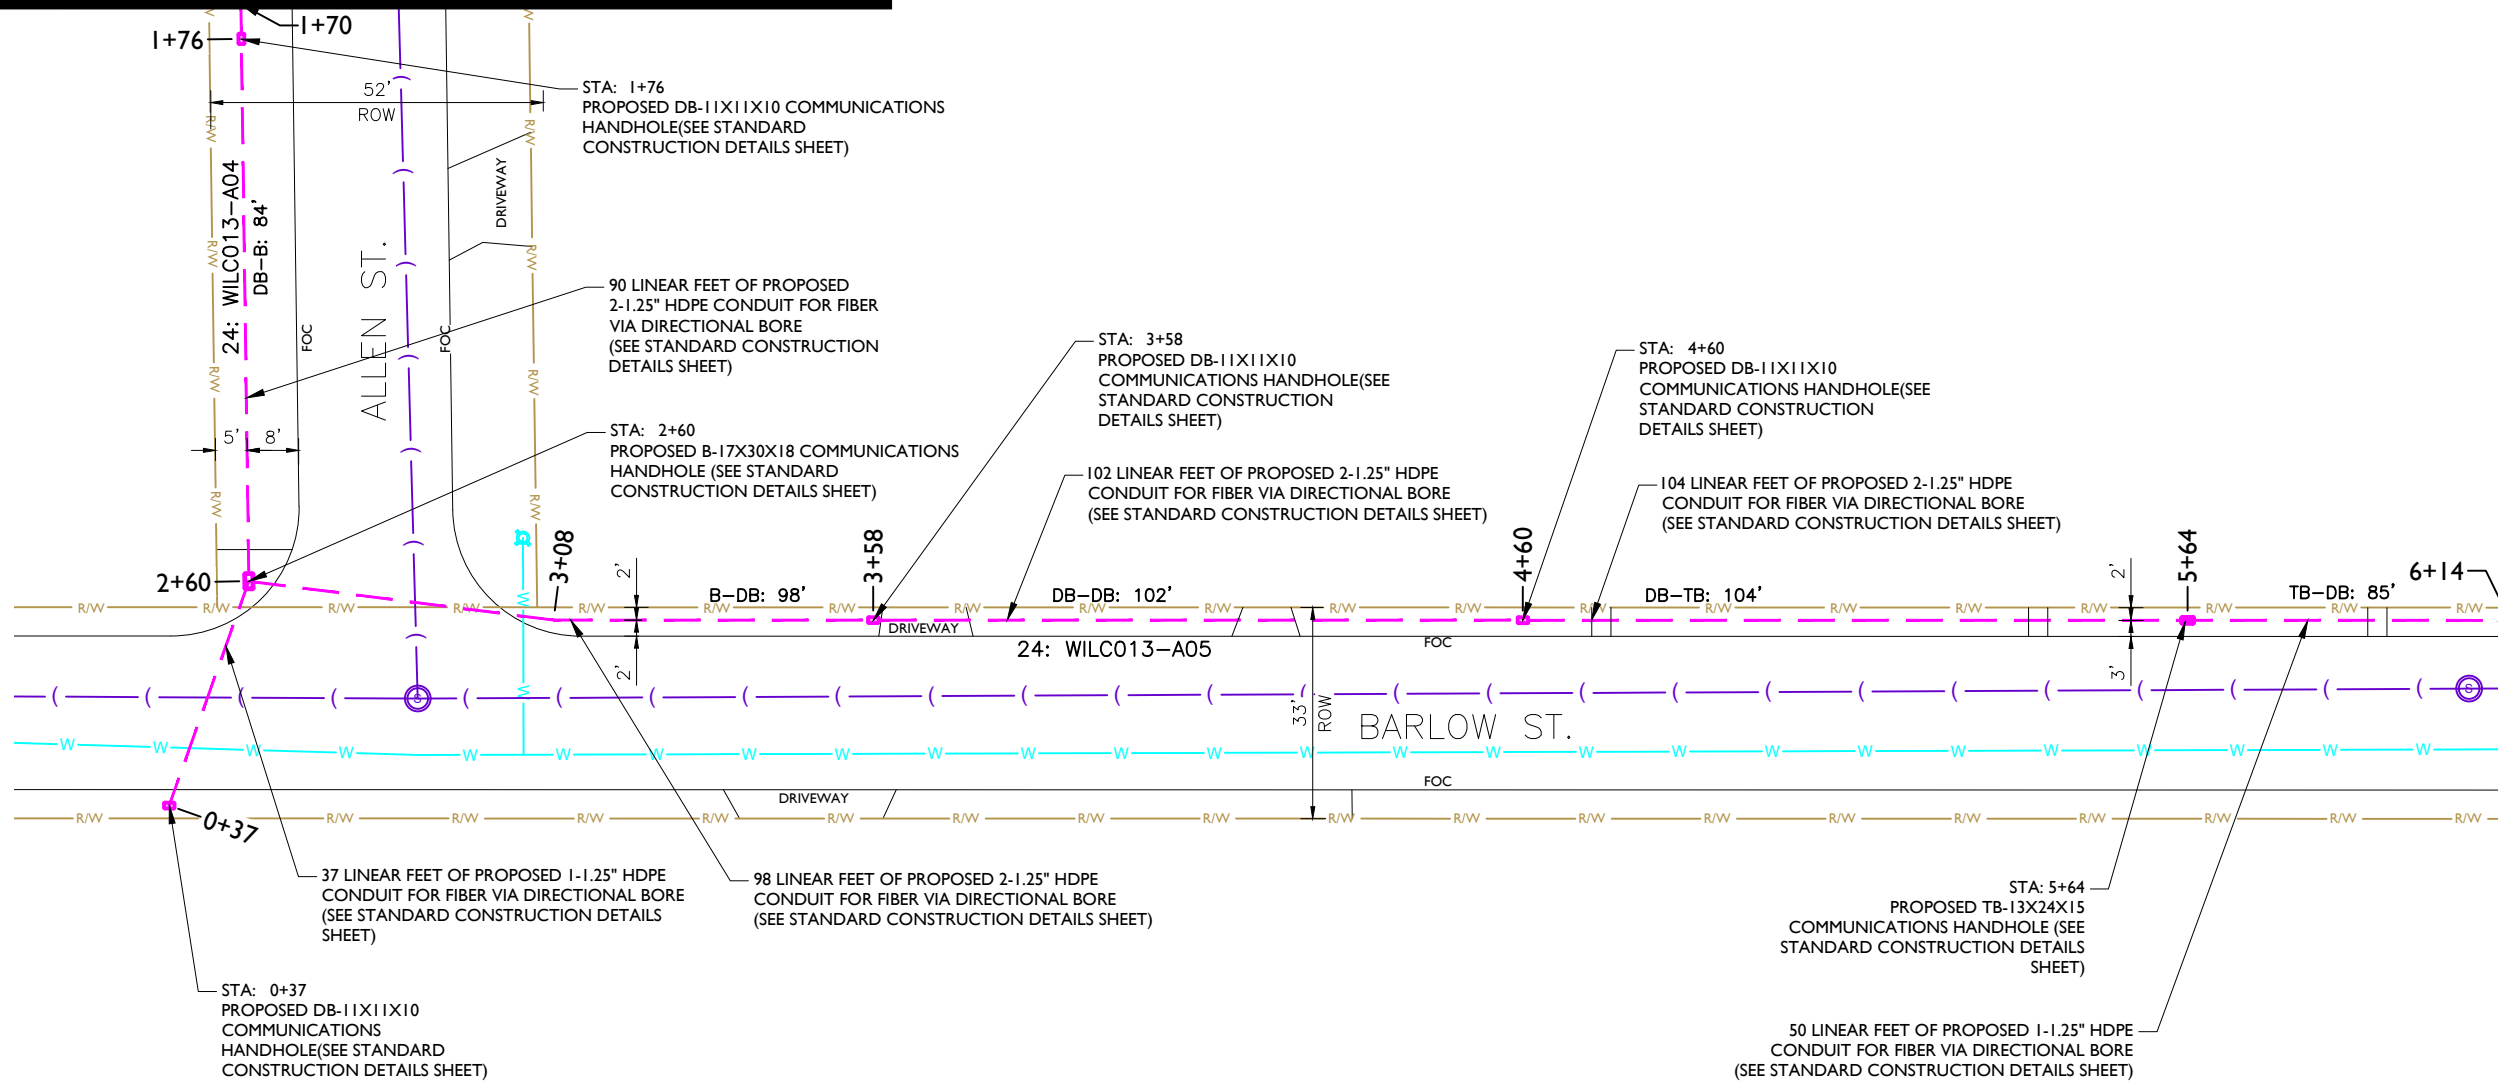 1+70
1+76
52'
ROW
STA: 1+76
PROPOSED DB-11X11X10 COMMUNICATIONS
HANDHOLE(SEE STANDARD
CONSTRUCTION DETAILS SHEET)
DRIVEWAY
24: WILC013-A04
DB-B: 84'
ALLEN ST.
FOC
FOC
90 LINEAR FEET OF PROPOSED
2-1.25" HDPE CONDUIT FOR FIBER
VIA DIRECTIONAL BORE
(SEE STANDARD CONSTRUCTION
DETAILS SHEET)
5' 8'
STA: 2+60
PROPOSED B-17X30X18 COMMUNICATIONS
HANDHOLE (SEE STANDARD
CONSTRUCTION DETAILS SHEET)
STA: 3+58
PROPOSED DB-11X11X10
COMMUNICATIONS HANDHOLE(SEE
STANDARD CONSTRUCTION
DETAILS SHEET)
STA: 4+60
PROPOSED DB-11X11X10
COMMUNICATIONS HANDHOLE(SEE
STANDARD CONSTRUCTION
DETAILS SHEET)
102 LINEAR FEET OF PROPOSED 2-1.25" HDPE
CONDUIT FOR FIBER VIA DIRECTIONAL BORE
(SEE STANDARD CONSTRUCTION DETAILS SHEET)
104 LINEAR FEET OF PROPOSED 2-1.25" HDPE
CONDUIT FOR FIBER VIA DIRECTIONAL BORE
(SEE STANDARD CONSTRUCTION DETAILS SHEET)
2+60
3+08
2'
3+58
4+60
2'
5+64
6+14
B-DB: 98'
DB-DB: 102'
DB-TB: 104'
TB-DB: 85'
R/W R/W R/W R/W R/W R/W R/W R/W R/W R/W R/W R/W R/W R/W R/W R/W R/W R/W R/W R/W
DRIVEWAY
24: WILC013-A05
FOC
2'
3'
33'
ROW
BARLOW ST.
W W W W W W W W W W W W W W W W W W W W W W W W W W
FOC
DRIVEWAY
0+37
R/W R/W R/W R/W R/W R/W R/W R/W R/W R/W R/W R/W R/W R/W R/W R/W R/W R/W R/W R/W
37 LINEAR FEET OF PROPOSED 1-1.25" HDPE
CONDUIT FOR FIBER VIA DIRECTIONAL BORE
(SEE STANDARD CONSTRUCTION DETAILS
SHEET)
98 LINEAR FEET OF PROPOSED 2-1.25" HDPE
CONDUIT FOR FIBER VIA DIRECTIONAL BORE
(SEE STANDARD CONSTRUCTION DETAILS SHEET)
STA: 5+64
PROPOSED TB-13X24X15
COMMUNICATIONS HANDHOLE (SEE
STANDARD CONSTRUCTION DETAILS
SHEET)
STA: 0+37
PROPOSED DB-11X11X10
COMMUNICATIONS
HANDHOLE(SEE STANDARD
CONSTRUCTION DETAILS SHEET)
50 LINEAR FEET OF PROPOSED 1-1.25" HDPE
CONDUIT FOR FIBER VIA DIRECTIONAL BORE
(SEE STANDARD CONSTRUCTION DETAILS SHEET)